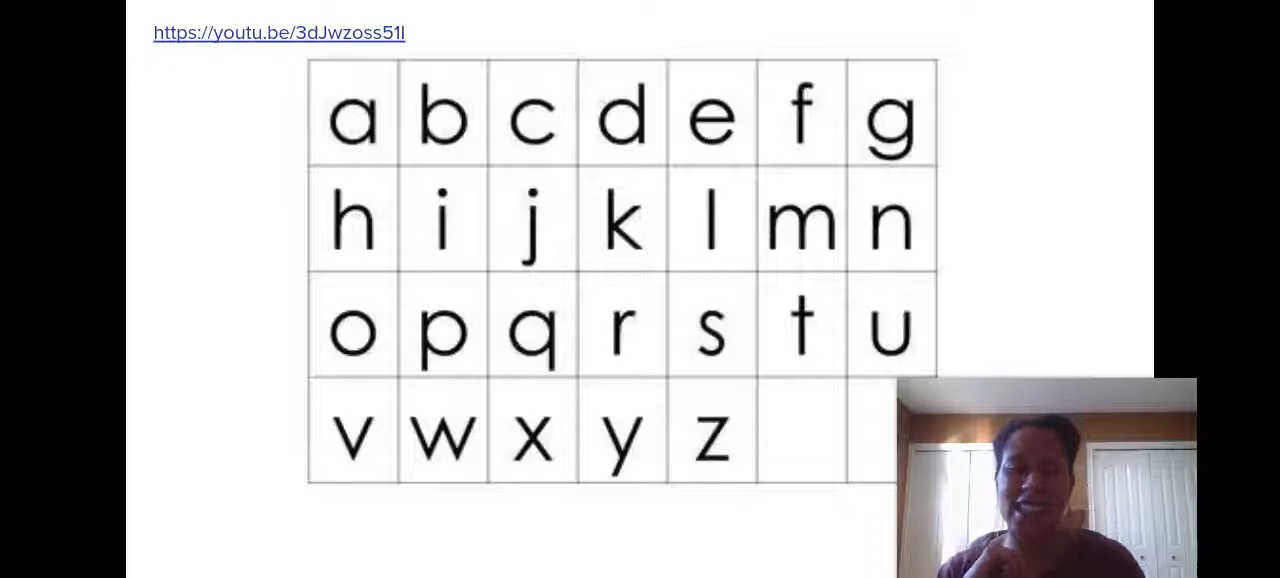 https://youtu.be/3dJwzoss51I
a b c d e f g
h i j k l m n
o p q r s t u
v w x y z